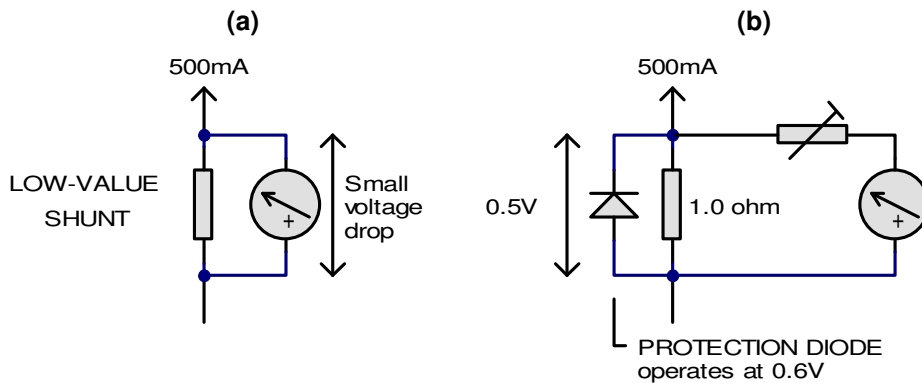 (a)
500mA
LOW-VALUE
SHUNT
+
Small
voltage
drop
(b)
500mA
0.5V
1.0 ohm
+
PROTECTION DIODE
operates at 0.6V